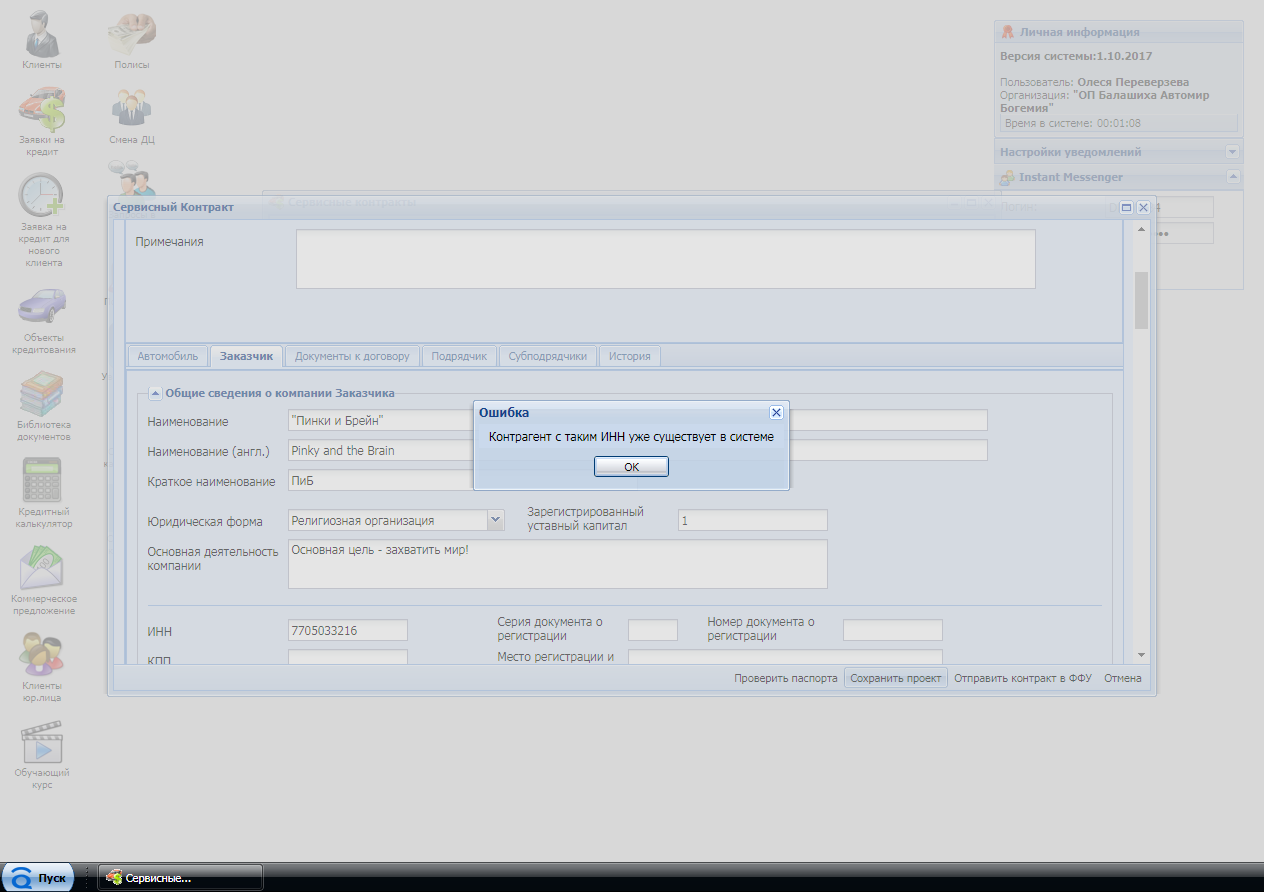 Клиенты
Полисы
Заявки на
кредит
Смена ДЦ
Заявка на
кредит для
нового
клиента
Объекты
кредитования
Библиотека
документов
Кредитный
калькулятор
Коммерческое
предложение
Клиенты
юр.лица
Обучающий
курс
Личная информация
Версия системы:1.10.2017
Пользователь: Олеся Переверзева
Организация: "ОП Балашиха Автомир
Богемия"
Время в системе: 00:01:08
Настройки уведомлений
Instant Messenger
Сервисные контракты
Сервисный Контракт
Примечания
Автомобиль
Заказчик
Документы к договору
Подрядчик
Субподрядчики
История
Общие сведения о компании Заказчика
Наименование
"Пинки и Брейн"
Наименование (англ.)
Pinky and the Brain
Краткое наименование
ПиБ
Юридическая форма
Религиозная организация
Зарегистрированный
уставный капитал
1
Основная деятельность
компании
Основная цель - захватить мир!
ИНН
7705033216
Серия документа о
регистрации
Номер документа о
регистрации
КПП
Место регистрации и
Проверить паспорта
Сохранить проект
Отправить контракт в ФФУ
Отмена
Ошибка
Контрагент с таким ИНН уже существует в системе
OK
Пуск
Сервисные...